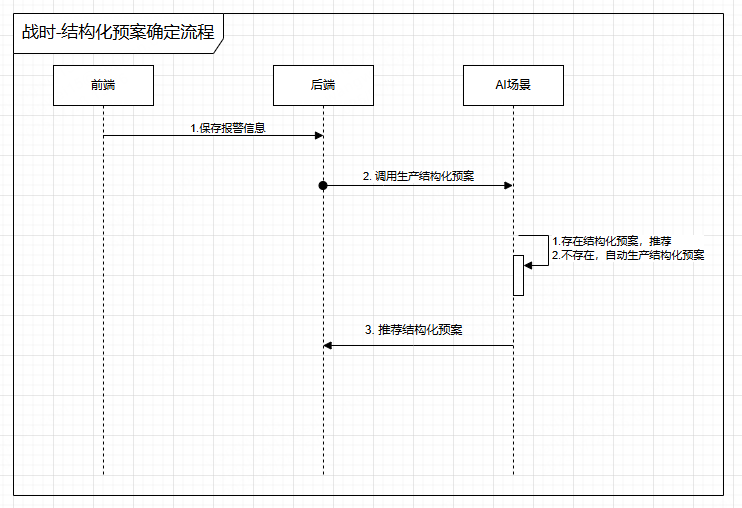 战时-结构化预案确定流程
前端
后端
AI场景
1.保存报警信息
2. 调用生产结构化预案
1.存在结构化预案，推荐
2.不存在，自动生产结构化预案
3. 推荐结构化预案